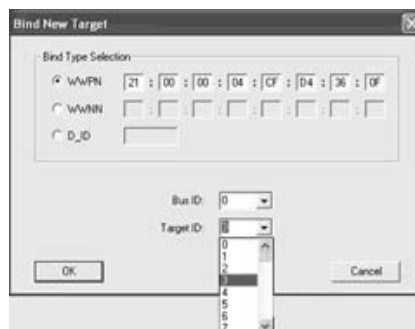 Bind New Target
Bind Type Selection
WWPN 21 : 00 : 00 : 04 : CF : D4 : 36 : 0F
WWNN : : : : : : :
D_ID
Bus ID: 0
Target ID:
0
1
2
3
4
5
6
7
OK
Cancel